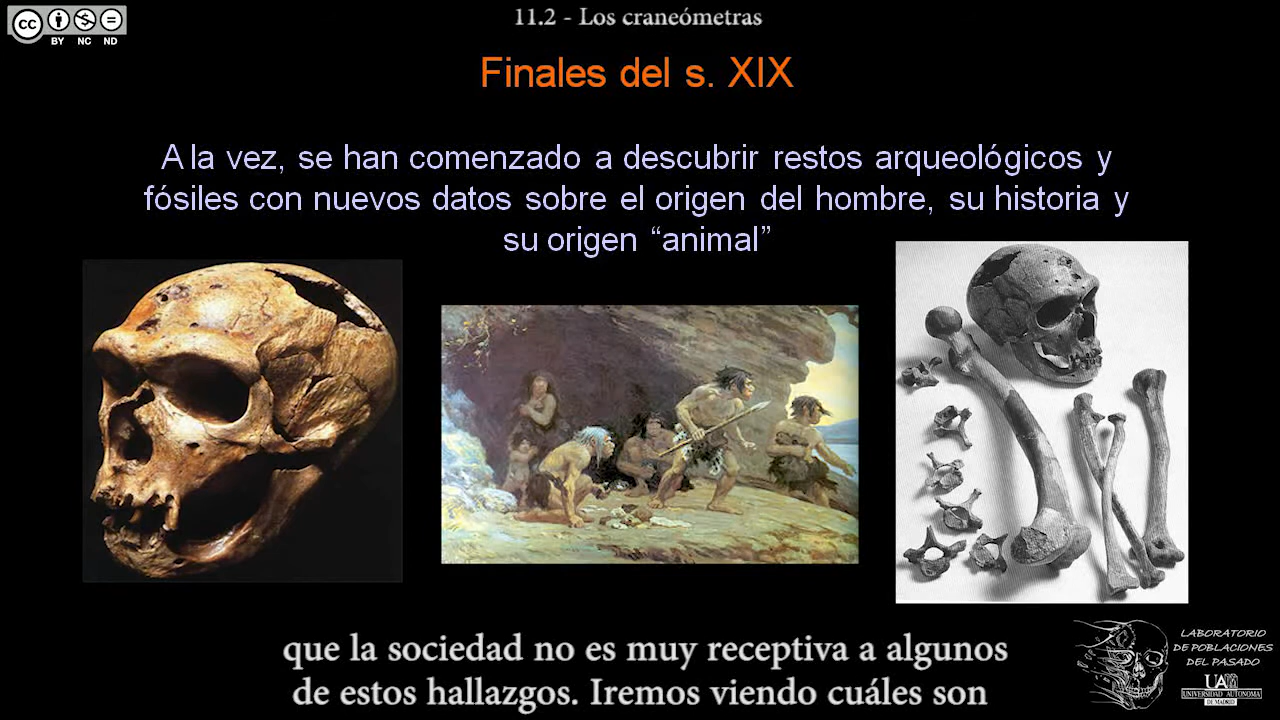 cc
BY NC ND
11.2 - Los craneómetras
Finales del s. XIX
A la vez, se han comenzado a descubrir restos arqueológicos y
fósiles con nuevos datos sobre el origen del hombre, su historia y
su origen “animal”
que la sociedad no es muy receptiva a algunos
de estos hallazgos. Iremos viendo cuáles son
LABORATORIO
DE POBLACIONES
DEL PASADO
UAM
UNIVERSIDAD AUTONOMA
DE MADRID